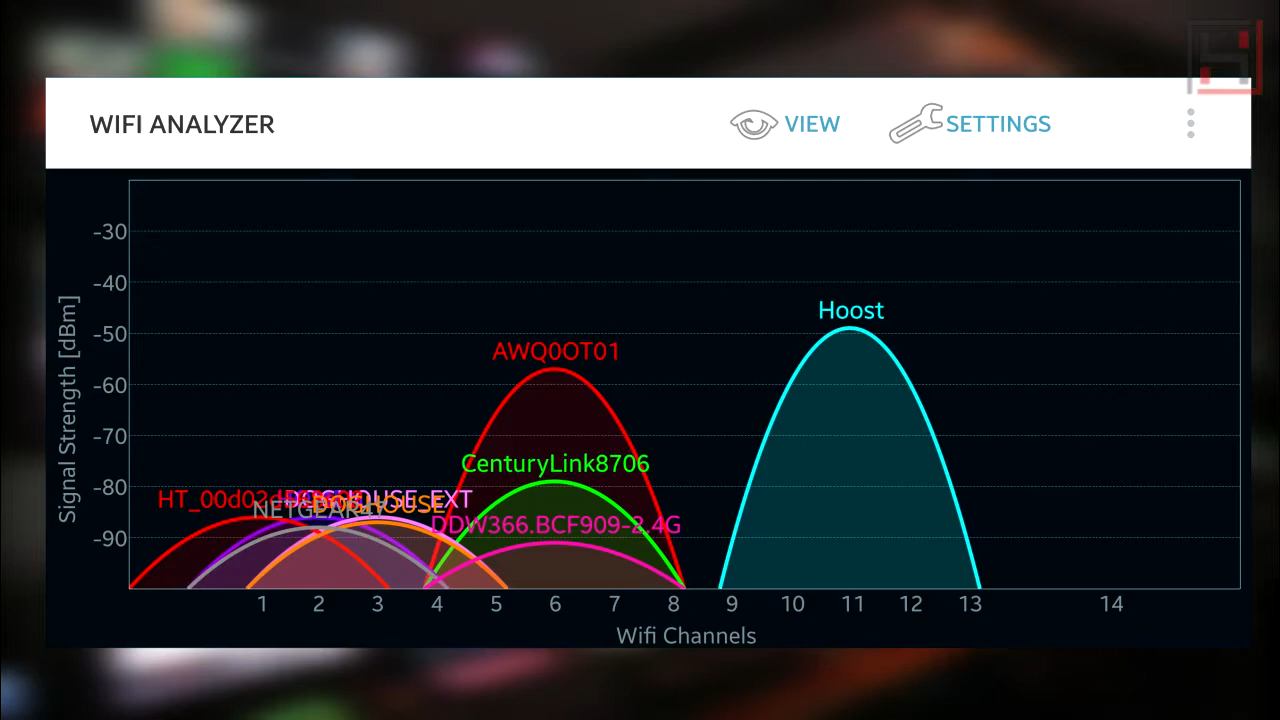 WIFI ANALYZER
VIEW
SETTINGS
-30
-40
-50
-60
-70
-80
-90
Signal Strength [dBm]
Hoost
AWQ0OT01
CenturyLink8706
DDW366.BCF909-2.4G
1 2 3 4 5 6 7 8 9 10 11 12 13 14
Wifi Channels